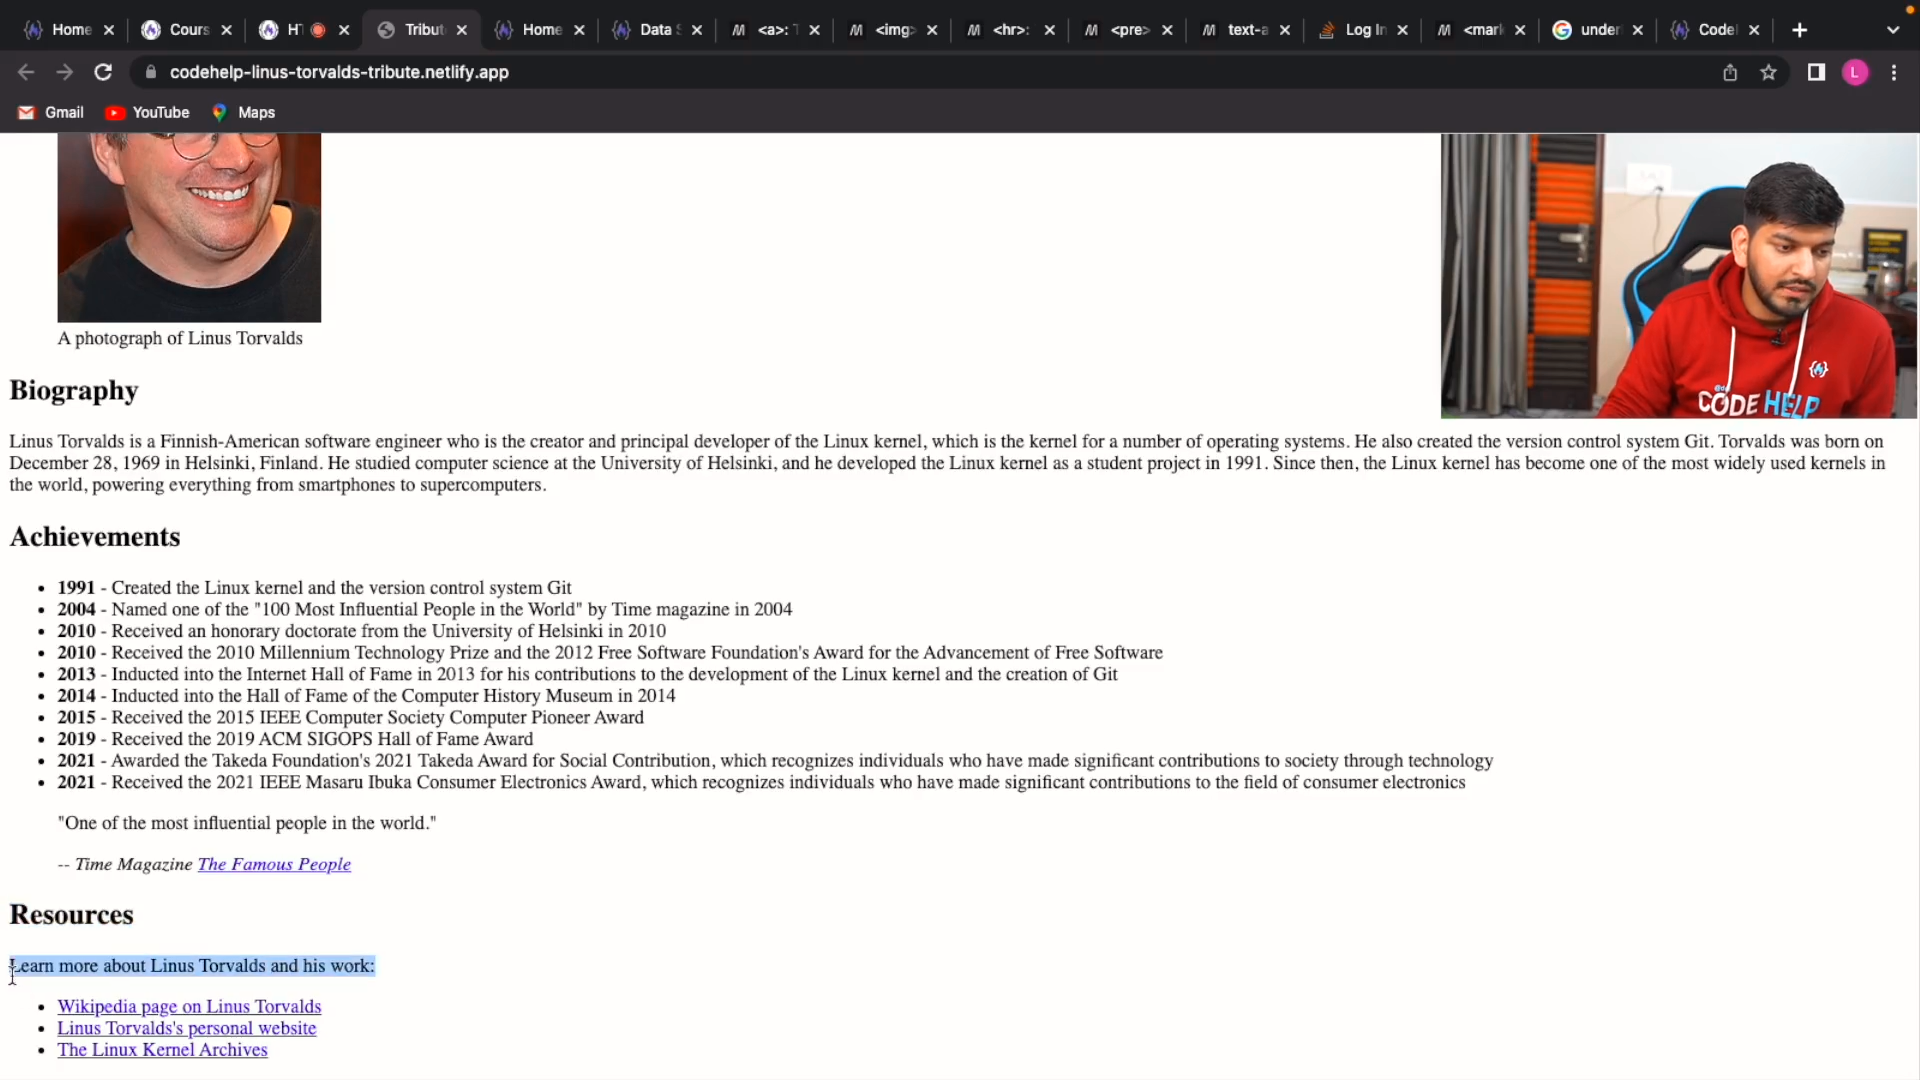 Home
Cours
HT
Tribut
Home
Data S
<a>: T
<img>
<hr>:
<pre>
text-a
Log In
<mark
under
Codel
codehelp-linus-torvalds-tribute.netlify.app
L
Gmail
YouTube
Maps
CODE HELP
A photograph of Linus Torvalds
Biography
Linus Torvalds is a Finnish-American software engineer who is the creator and principal developer of the Linux kernel, which is the kernel for a number of operating systems. He also created the version control system Git. Torvalds was born on
December 28, 1969 in Helsinki, Finland. He studied computer science at the University of Helsinki, and he developed the Linux kernel as a student project in 1991. Since then, the Linux kernel has become one of the most widely used kernels in
the world, powering everything from smartphones to supercomputers.
Achievements
• 1991 - Created the Linux kernel and the version control system Git
• 2004 - Named one of the "100 Most Influential People in the World" by Time magazine in 2004
• 2010 - Received an honorary doctorate from the University of Helsinki in 2010
• 2010 - Received the 2010 Millennium Technology Prize and the 2012 Free Software Foundation's Award for the Advancement of Free Software
• 2013 - Inducted into the Internet Hall of Fame in 2013 for his contributions to the development of the Linux kernel and the creation of Git
• 2014 - Inducted into the Hall of Fame of the Computer History Museum in 2014
• 2015 - Received the 2015 IEEE Computer Society Computer Pioneer Award
• 2019 - Received the 2019 ACM SIGOPS Hall of Fame Award
• 2021 - Awarded the Takeda Foundation's 2021 Takeda Award for Social Contribution, which recognizes individuals who have made significant contributions to society through technology
• 2021 - Received the 2021 IEEE Masaru Ibuka Consumer Electronics Award, which recognizes individuals who have made significant contributions to the field of consumer electronics
"One of the most influential people in the world."
-- Time Magazine The Famous People
Resources
Learn more about Linus Torvalds and his work:
• Wikipedia page on Linus Torvalds
• Linus Torvalds's personal website
• The Linux Kernel Archives